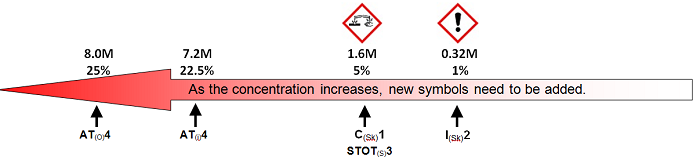 8.0M 7.2M 1.6M 0.32M
25% 22.5% 5% 1%
As the concentration increases, new symbols need to be added.
AT(O)4 AT(i)4 C(Sk)1 I(Sk)2
STOT(S)3